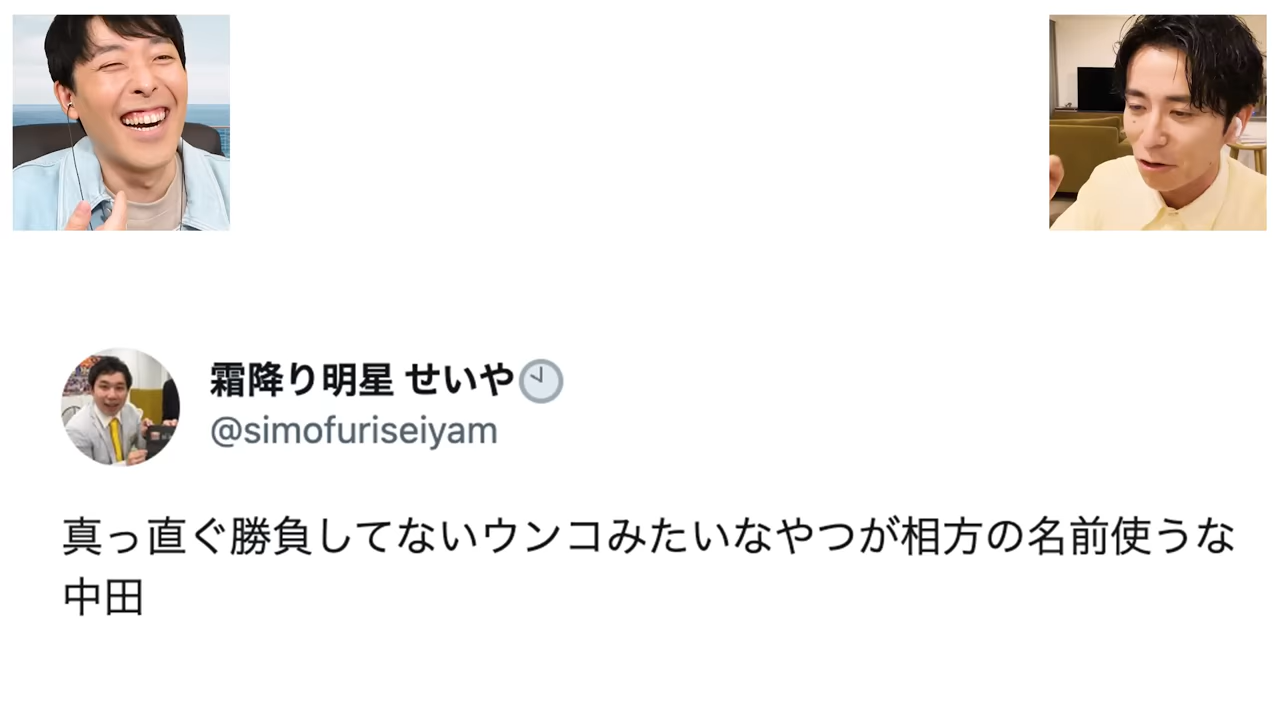 霜降り明星 せいや🕙
@simofuriseiyam
真っ直ぐ勝負してないウンコみたいなやつが相方の名前使うな
中田